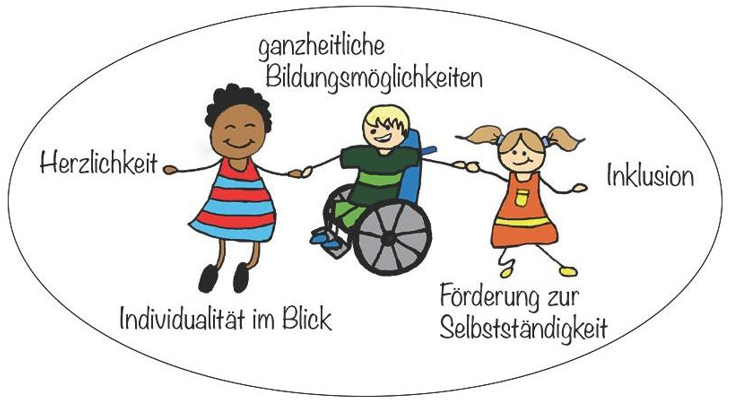 ganzheitliche
Bildungsmöglichkeiten
Herzlichkeit
Inklusion
Individualität im Blick
Förderung zur
Selbstständigkeit